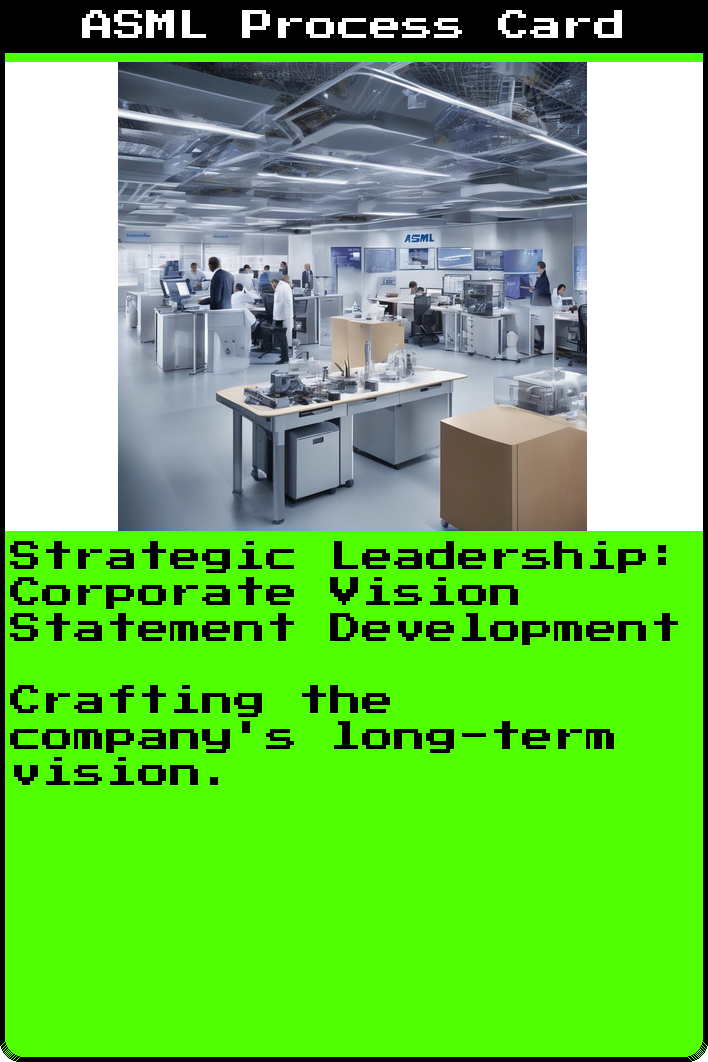 ASML Process Card
ASML
Strategic Leadership:
Corporate Vision
Statement Development
Crafting the
company's long-term
vision.